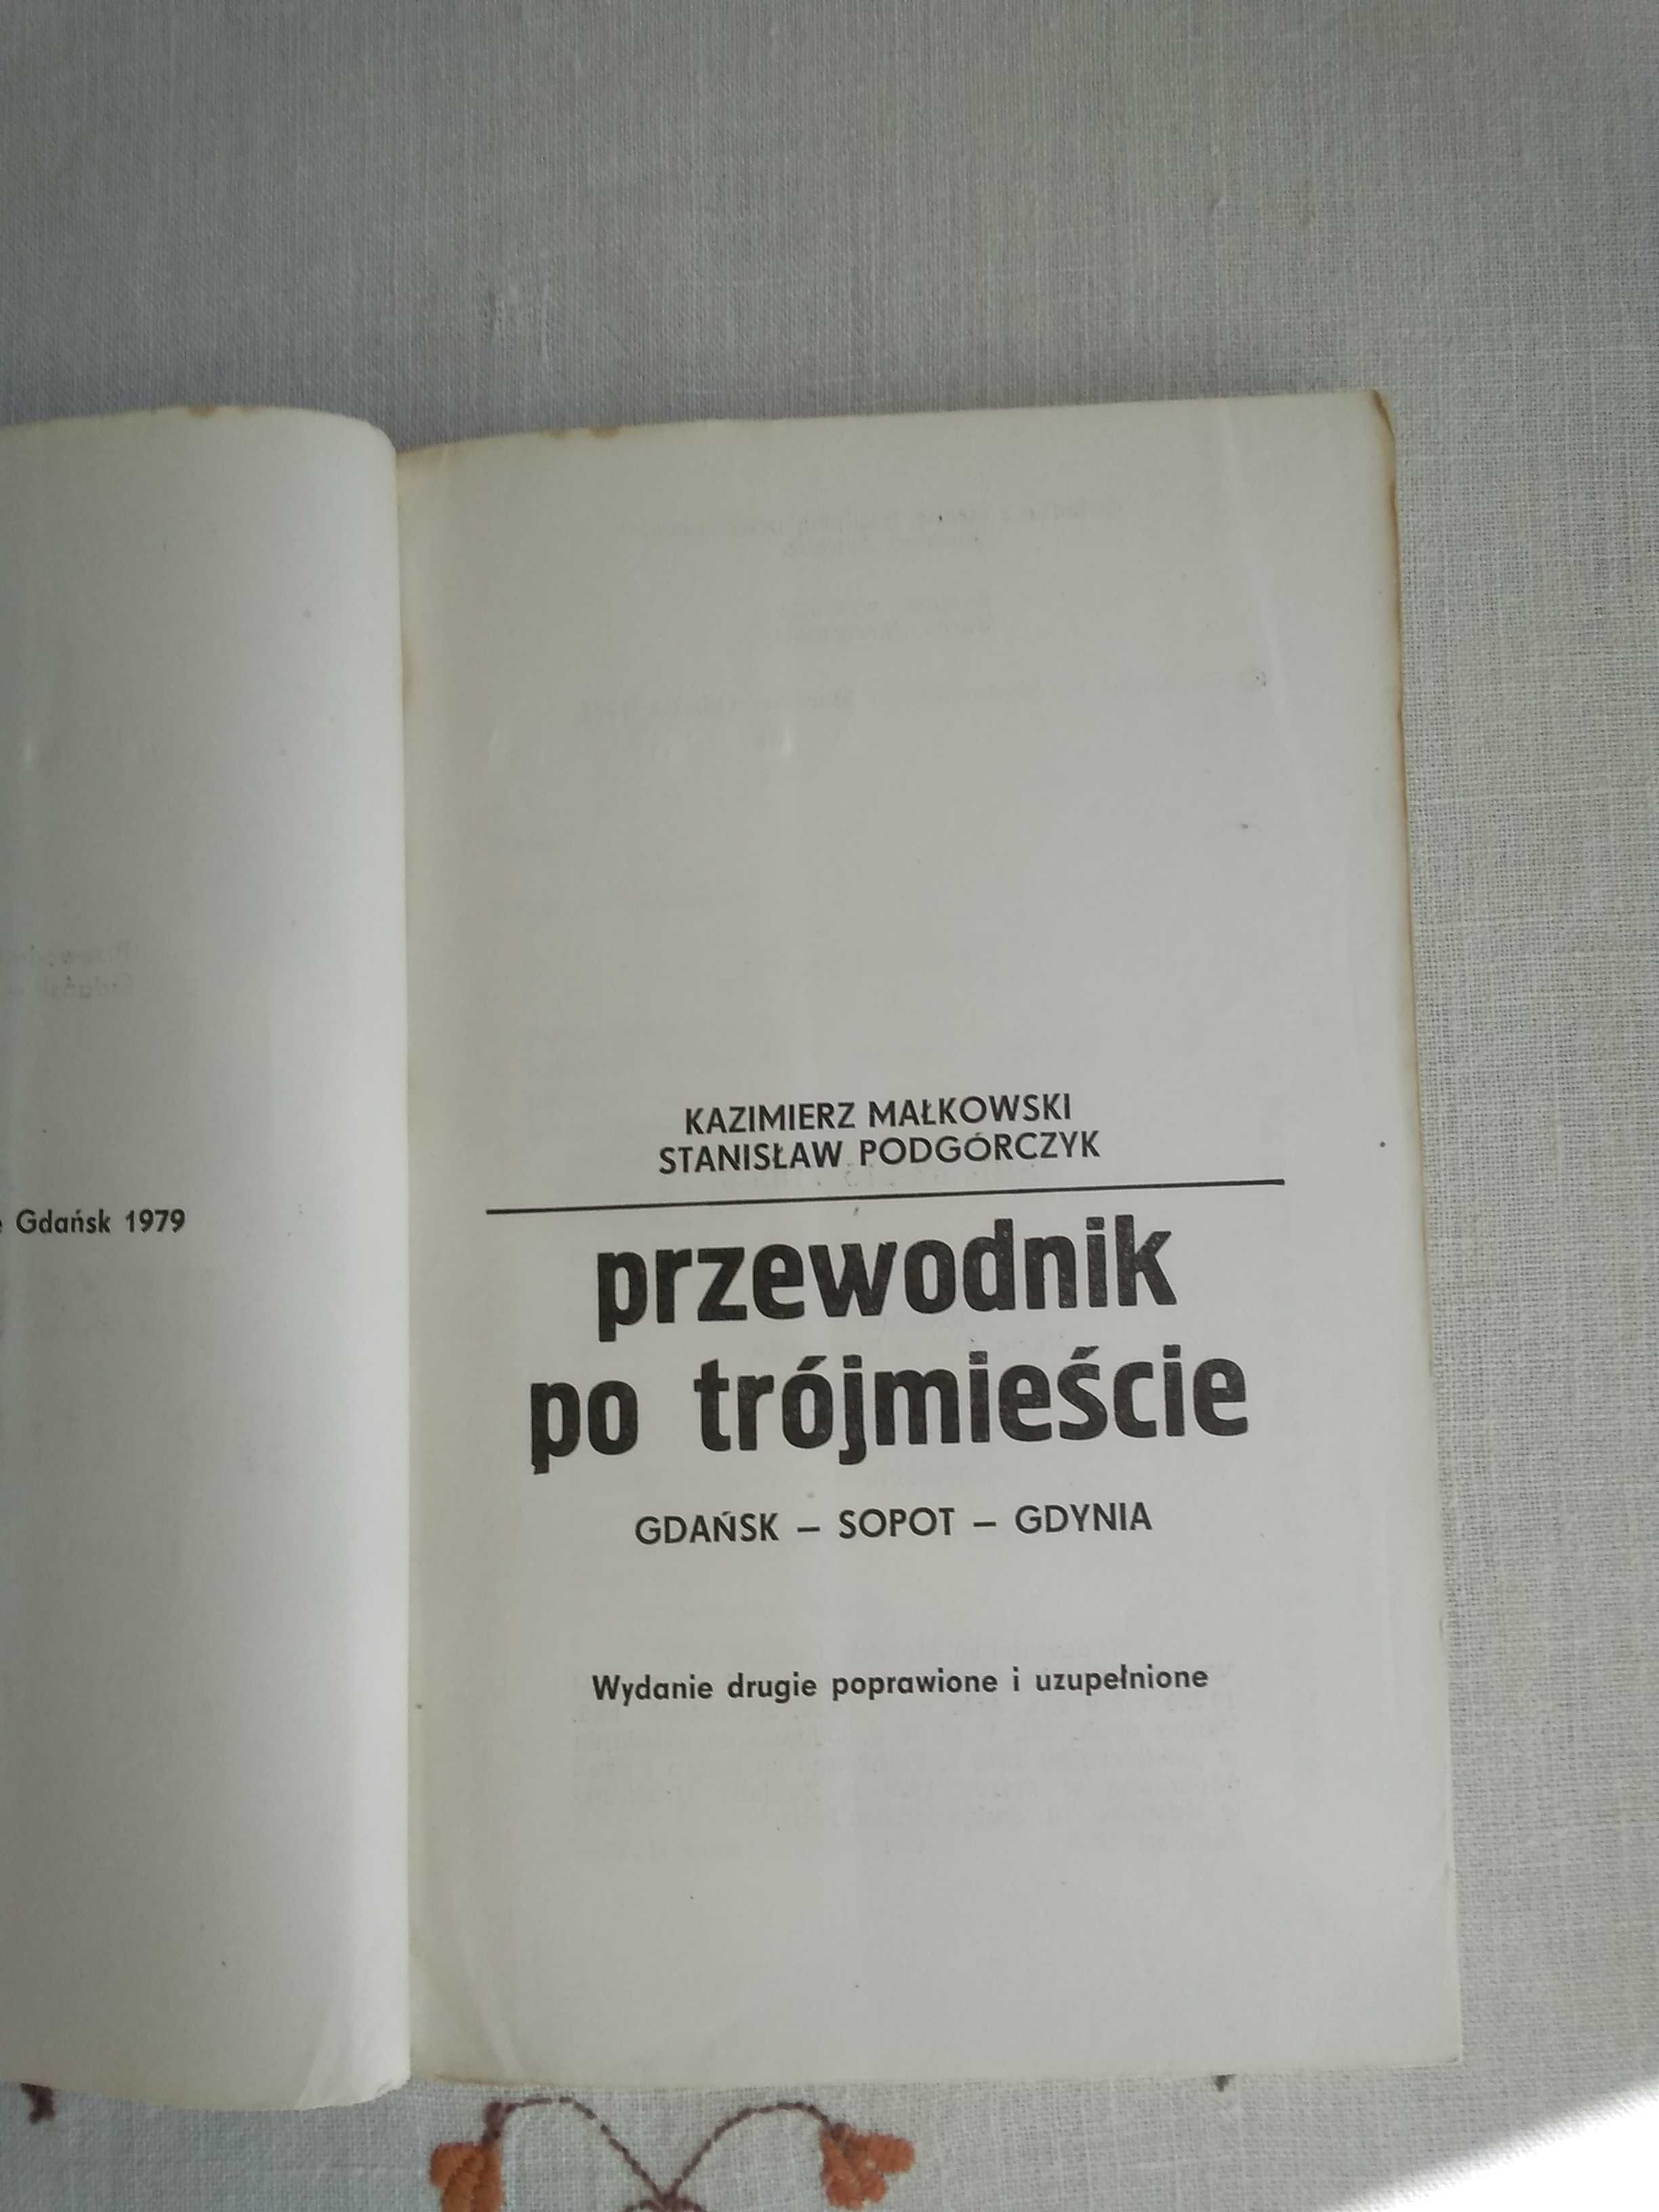 Gdańsk 1979
KAZIMIERZ MAŁKOWSKI
STANISŁAW PODGÓRCZYK
przewodnik
po trójmieście
GDAŃSK – SOPOT – GDYNIA
Wydanie drugie poprawione i uzupełnione